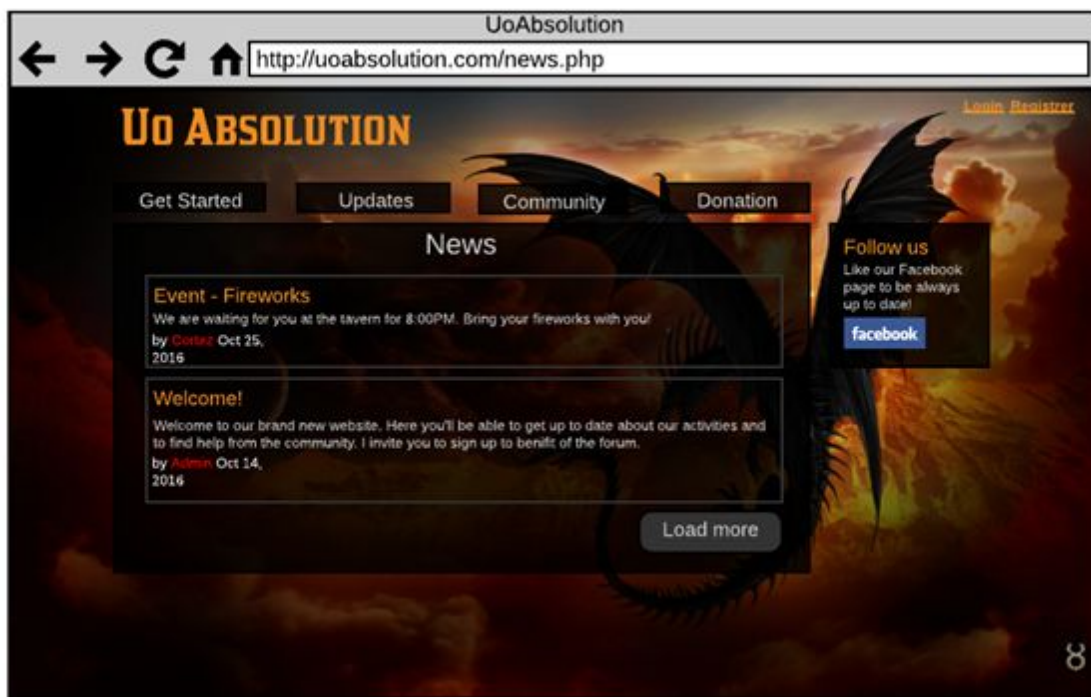 UoAbsolution
http://uoabsolution.com/news.php
Login Registrer
UO ABSOLUTION
Get Started
Updates
Community
Donation
News
Event - Fireworks
We are waiting for you at the tavern for 8:00PM. Bring your fireworks with you!
by Cortez Oct 25,
2016
Welcome!
Welcome to our brand new website. Here you'll be able to get up to date about our activities and
to find help from the community. I invite you to sign up to benifit of the forum.
by Admin Oct 14,
2016
Load more
Follow us
Like our Facebook
page to be always
up to date!
facebook